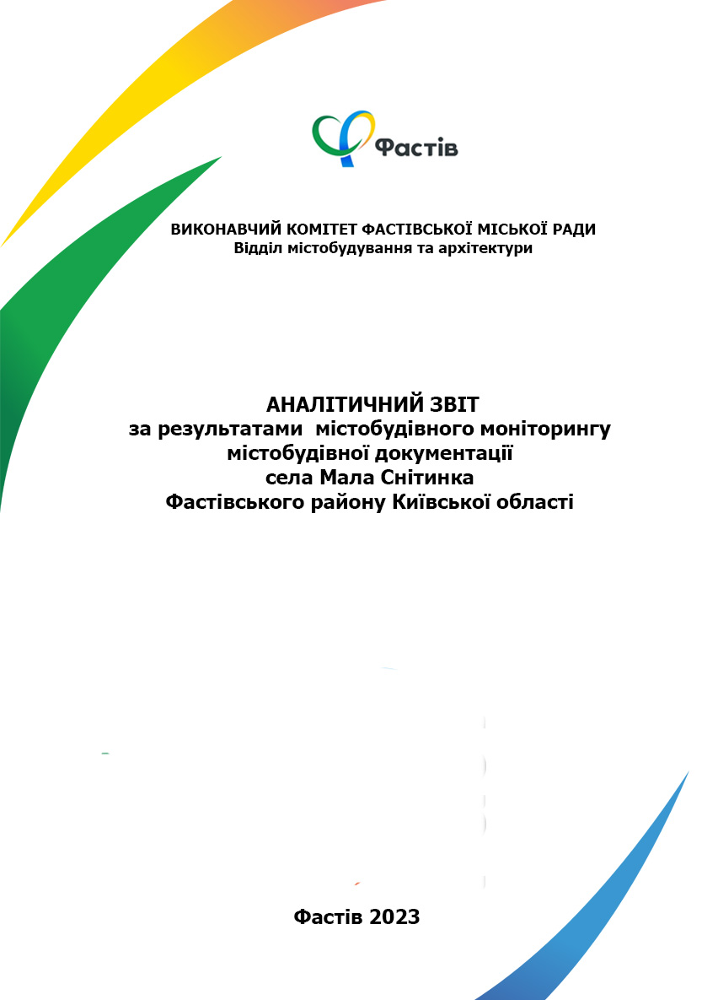 Фастів
ВИКОНАВЧИЙ КОМІТЕТ ФАСТІВСЬКОЇ МІСЬКОЇ РАДИ
Відділ містобудування та архітектури
АНАЛІТИЧНИЙ ЗВІТ
за результатами містобудівного моніторингу
містобудівної документації
села Мала Снітинка
Фастівського району Київської області
Фастів 2023